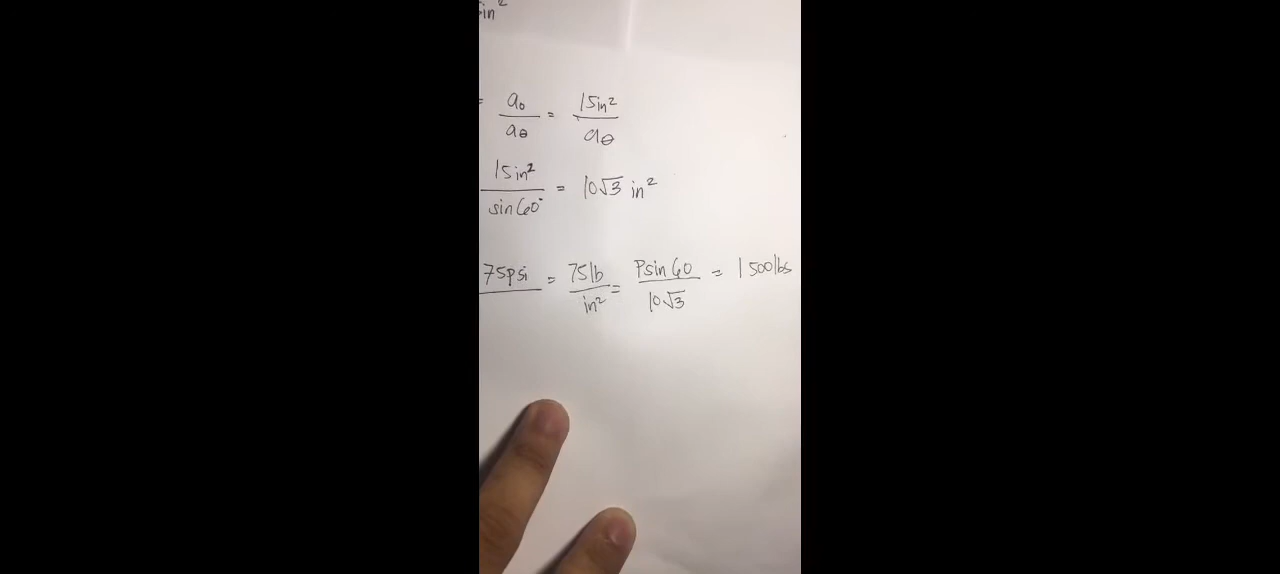 in²
= a₀/aθ = 15in²/aθ
15in²/sin60° = 10√3 in²
75psi = 75lb/in² = Psin60/10√3 = 1500lbs